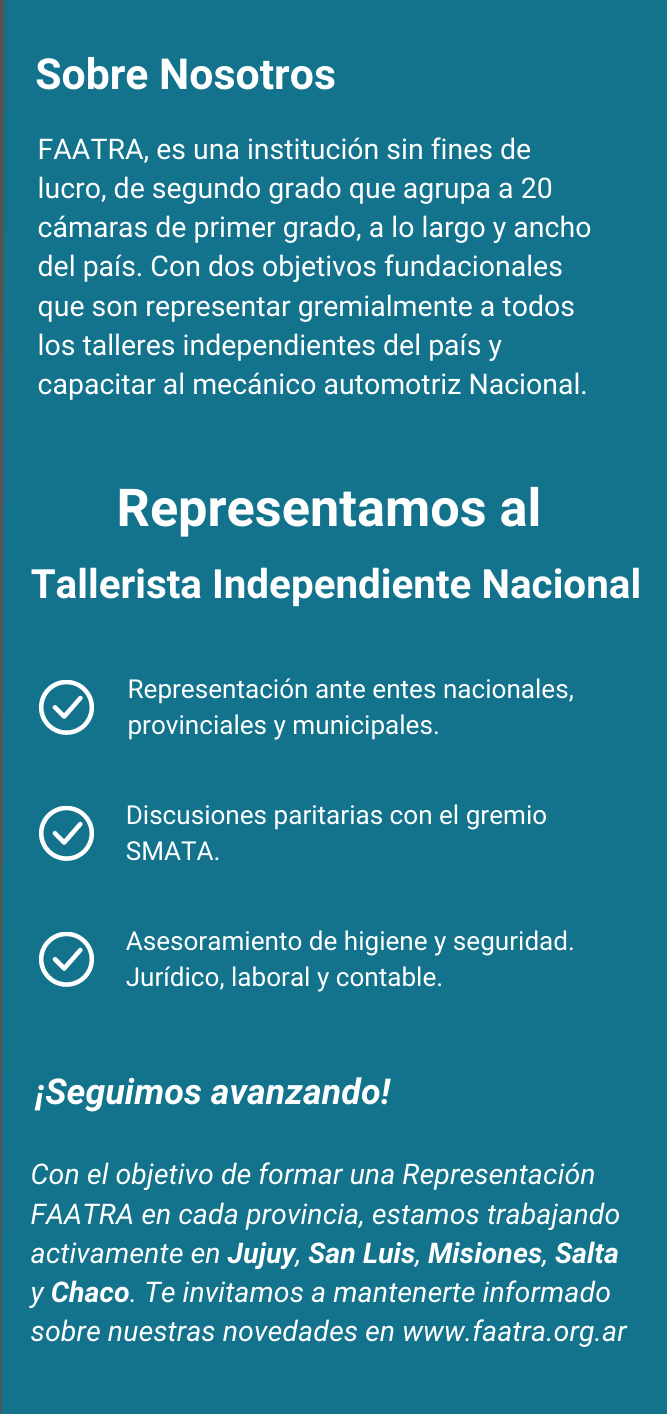 Sobre Nosotros
FAATRA, es una institución sin fines de
lucro, de segundo grado que agrupa a 20
cámaras de primer grado, a lo largo y ancho
del país. Con dos objetivos fundacionales
que son representar gremialmente a todos
los talleres independientes del país y
capacitar al mecánico automotriz Nacional.
Representamos al
Tallerista Independiente Nacional
Representación ante entes nacionales,
provinciales y municipales.
Discusiones paritarias con el gremio
SMATA.
Asesoramiento de higiene y seguridad.
Jurídico, laboral y contable.
¡Seguimos avanzando!
Con el objetivo de formar una Representación
FAATRA en cada provincia, estamos trabajando
activamente en Jujuy, San Luis, Misiones, Salta
y Chaco. Te invitamos a mantenerte informado
sobre nuestras novedades en www.faatra.org.ar